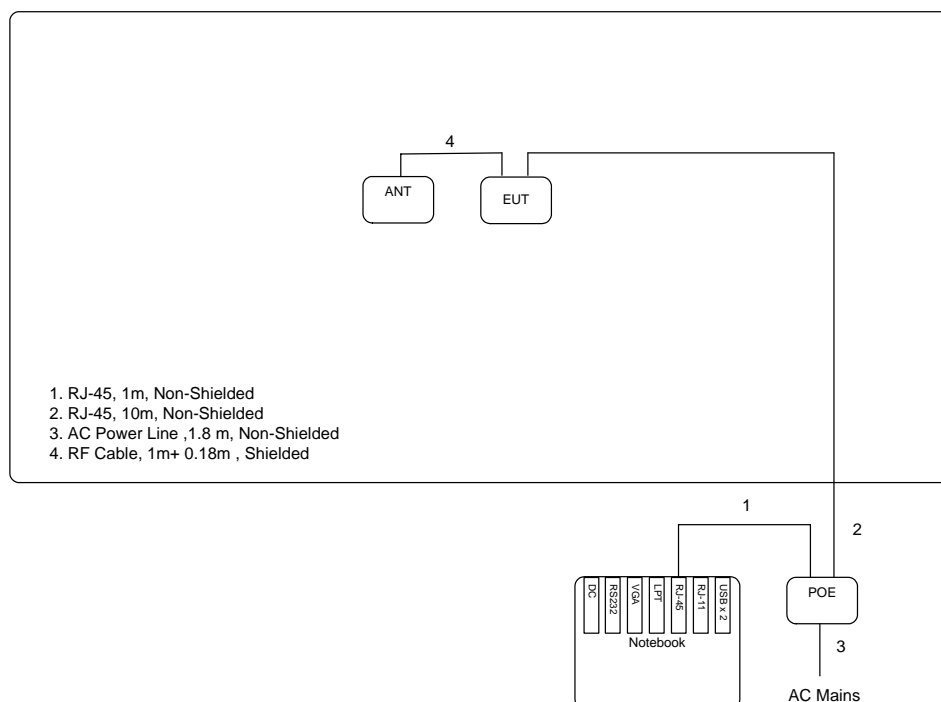 4
ANT
EUT
1. RJ-45, 1m, Non-Shielded
2. RJ-45, 10m, Non-Shielded
3. AC Power Line ,1.8 m, Non-Shielded
4. RF Cable, 1m+ 0.18m , Shielded
1
2
DC
RS232
VGA
LPT
RJ-45
RJ-11
USB x 2
POE
Notebook
3
AC Mains